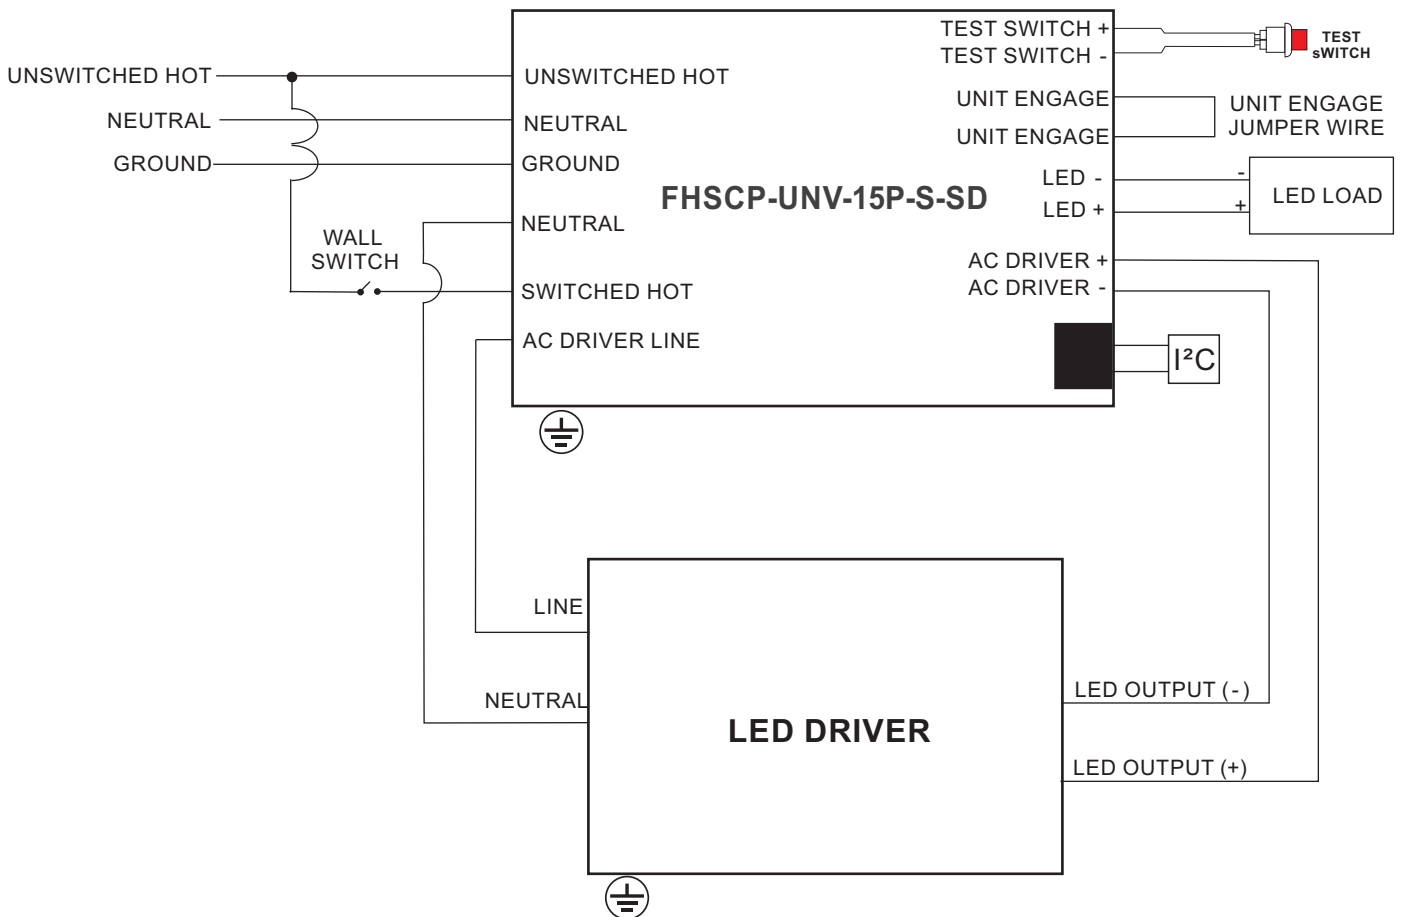 TEST SWITCH +
TEST SWITCH -
TEST
sWITCH
UNSWITCHED HOT
UNSWITCHED HOT
UNIT ENGAGE
UNIT ENGAGE
JUMPER WIRE
NEUTRAL
NEUTRAL
UNIT ENGAGE
GROUND
GROUND
LED -
-
LED LOAD
FHSCP-UNV-15P-S-SD
LED +
+
NEUTRAL
WALL
SWITCH
AC DRIVER +
AC DRIVER -
SWITCHED HOT
AC DRIVER LINE
I²C
LINE
NEUTRAL
LED DRIVER
LED OUTPUT (-)
LED OUTPUT (+)